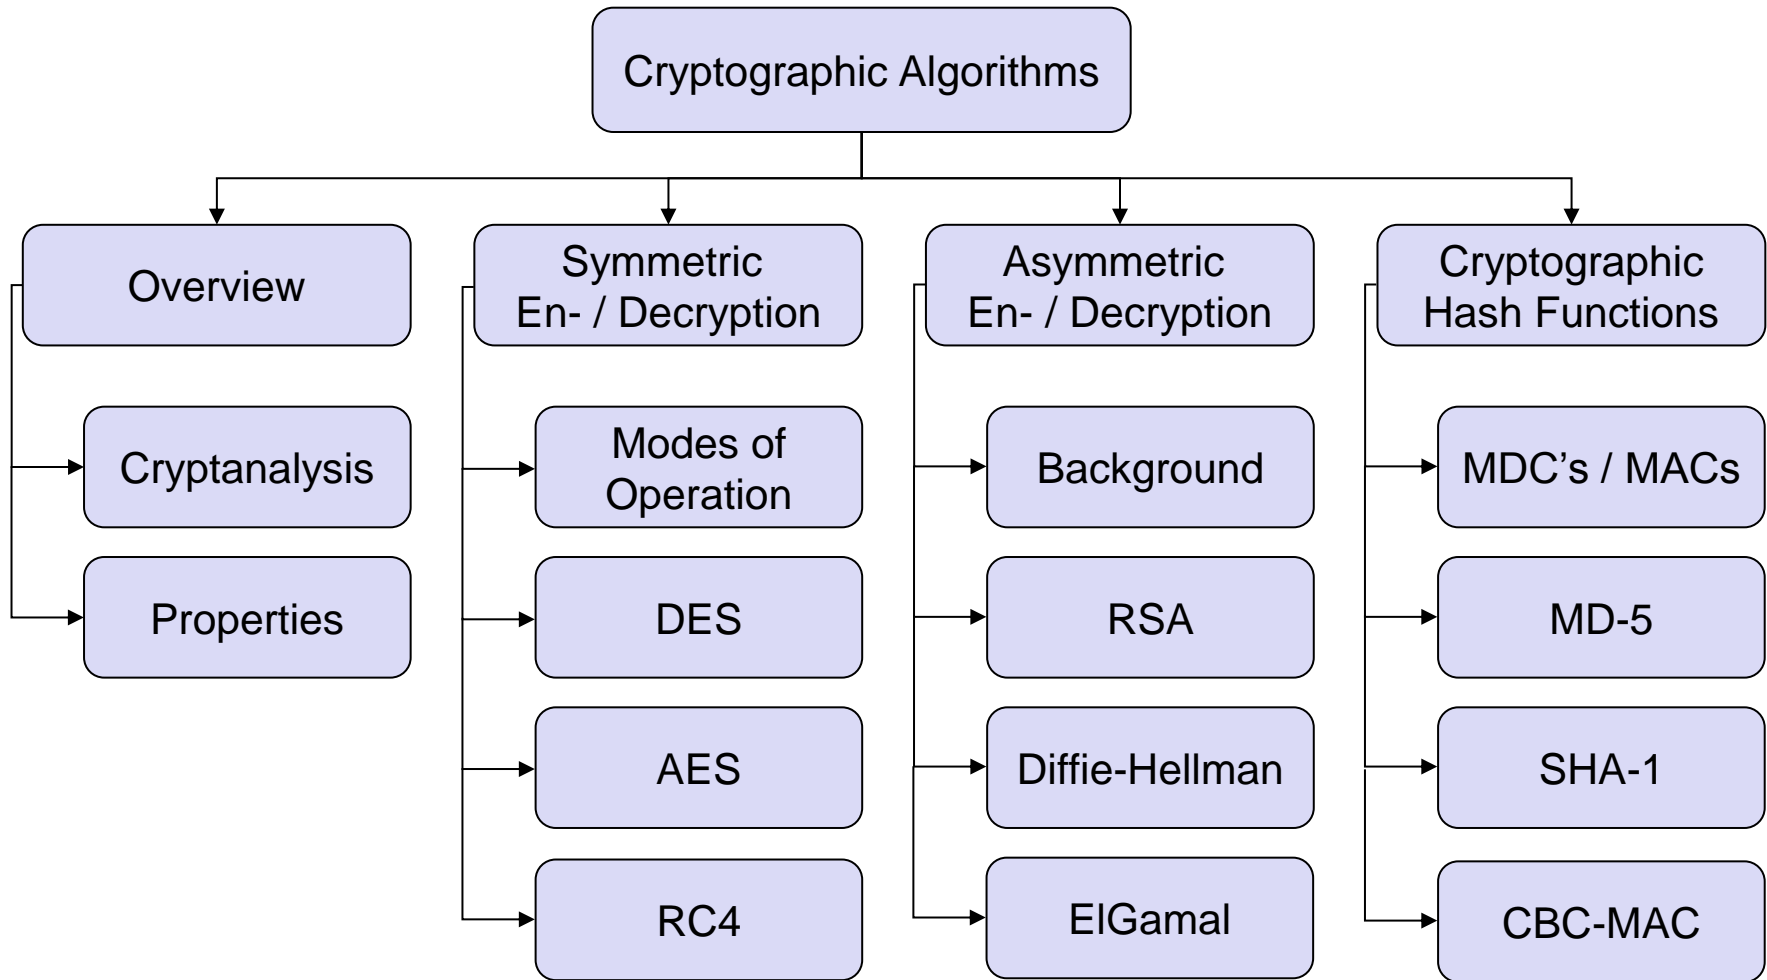 Cryptographic Algorithms
Overview
Symmetric
En- / Decryption
Asymmetric
En- / Decryption
Cryptographic
Hash Functions
Cryptanalysis
Modes of
Operation
Background
MDC’s / MACs
Properties
DES
RSA
MD-5
AES
Diffie-Hellman
SHA-1
RC4
ElGamal
CBC-MAC